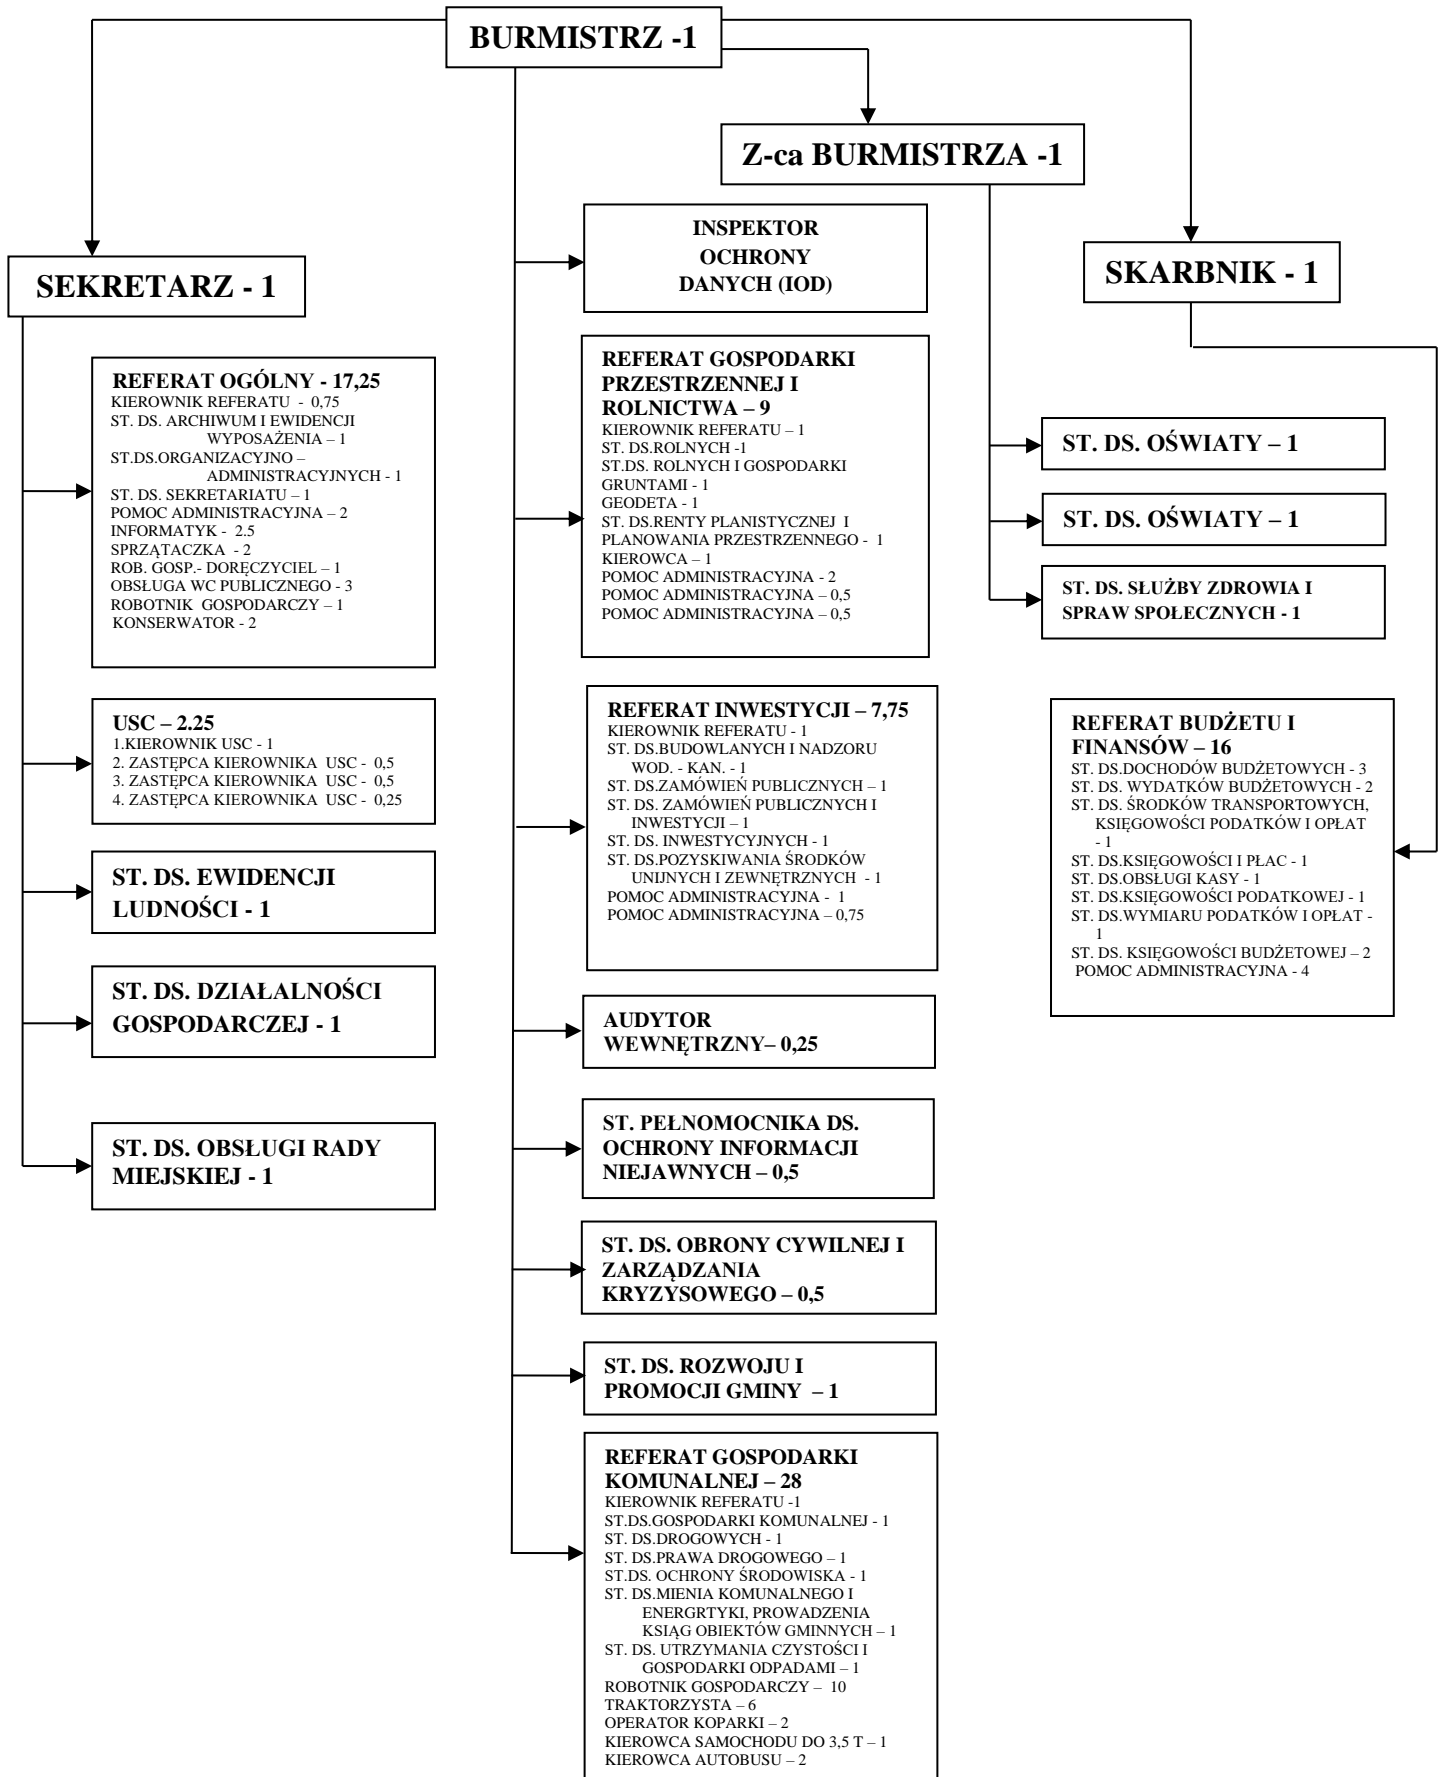 BURMISTRZ -1
Z-ca BURMISTRZA -1
SEKRETARZ - 1
SKARBNIK - 1
REFERAT OGÓLNY - 17,25
KIEROWNIK REFERATU - 0,75
ST. DS. ARCHIWUM I EWIDENCJI
WYPOSAŻENIA – 1
ST.DS.ORGANIZACYJNO –
ADMINISTRACYJNYCH - 1
ST. DS. SEKRETARIATU – 1
POMOC ADMINISTRACYJNA – 2
INFORMATYK - 2.5
SPRZĄTACZKA - 2
ROB. GOSP.- DORĘCZYCIEL – 1
OBSŁUGA WC PUBLICZNEGO - 3
ROBOTNIK GOSPODARCZY – 1
KONSERWATOR - 2
USC – 2.25
1.KIEROWNIK USC - 1
2. ZASTĘPCA KIEROWNIKA USC - 0,5
3. ZASTĘPCA KIEROWNIKA USC - 0,5
4. ZASTĘPCA KIEROWNIKA USC - 0,25
ST. DS. EWIDENCJI
LUDNOŚCI - 1
ST. DS. DZIAŁALNOŚCI
GOSPODARCZEJ - 1
ST. DS. OBSŁUGI RADY
MIEJSKIEJ - 1
INSPEKTOR
OCHRONY
DANYCH (IOD)
REFERAT GOSPODARKI
PRZESTRZENNEJ I
ROLNICTWA – 9
KIEROWNIK REFERATU – 1
ST. DS.ROLNYCH -1
ST.DS. ROLNYCH I GOSPODARKI
GRUNTAMI - 1
GEODETA - 1
ST. DS.RENTY PLANISTYCZNEJ I
PLANOWANIA PRZESTRZENNEGO - 1
KIEROWCA – 1
POMOC ADMINISTRACYJNA - 2
POMOC ADMINISTRACYJNA – 0,5
POMOC ADMINISTRACYJNA – 0,5
REFERAT INWESTYCJI – 7,75
KIEROWNIK REFERATU - 1
ST. DS.BUDOWLANYCH I NADZORU
WOD. - KAN. - 1
ST. DS.ZAMÓWIEŃ PUBLICZNYCH – 1
ST. DS. ZAMÓWIEŃ PUBLICZNYCH I
INWESTYCJI – 1
ST. DS. INWESTYCYJNYCH - 1
ST. DS.POZYSKIWANIA ŚRODKÓW
UNIJNYCH I ZEWNĘTRZNYCH - 1
POMOC ADMINISTRACYJNA - 1
POMOC ADMINISTRACYJNA – 0,75
AUDYTOR
WEWNĘTRZNY– 0,25
ST. PEŁNOMOCNIKA DS.
OCHRONY INFORMACJI
NIEJAWNYCH – 0,5
ST. DS. OBRONY CYWILNEJ I
ZARZĄDZANIA
KRYZYSOWEGO – 0,5
ST. DS. ROZWOJU I
PROMOCJI GMINY – 1
REFERAT GOSPODARKI
KOMUNALNEJ – 28
KIEROWNIK REFERATU -1
ST.DS.GOSPODARKI KOMUNALNEJ - 1
ST. DS.DROGOWYCH - 1
ST. DS.PRAWA DROGOWEGO – 1
ST.DS. OCHRONY ŚRODOWISKA - 1
ST. DS.MIENIA KOMUNALNEGO I
ENERGRTYKI, PROWADZENIA
KSIĄG OBIEKTÓW GMINNYCH – 1
ST. DS. UTRZYMANIA CZYSTOŚCI I
GOSPODARKI ODPADAMI – 1
ROBOTNIK GOSPODARCZY – 10
TRAKTORZYSTA – 6
OPERATOR KOPARKI – 2
KIEROWCA SAMOCHODU DO 3,5 T – 1
KIEROWCA AUTOBUSU – 2
ST. DS. OŚWIATY – 1
ST. DS. OŚWIATY – 1
ST. DS. SŁUŻBY ZDROWIA I
SPRAW SPOŁECZNYCH - 1
REFERAT BUDŻETU I
FINANSÓW – 16
ST. DS.DOCHODÓW BUDŻETOWYCH - 3
ST. DS. WYDATKÓW BUDŻETOWYCH - 2
ST. DS. ŚRODKÓW TRANSPORTOWYCH,
KSIĘGOWOŚCI PODATKÓW I OPŁAT
- 1
ST. DS.KSIĘGOWOŚCI I PŁAC - 1
ST. DS.OBSŁUGI KASY - 1
ST. DS.KSIĘGOWOŚCI PODATKOWEJ - 1
ST. DS.WYMIARU PODATKÓW I OPŁAT -
1
ST. DS. KSIĘGOWOŚCI BUDŻETOWEJ – 2
POMOC ADMINISTRACYJNA - 4